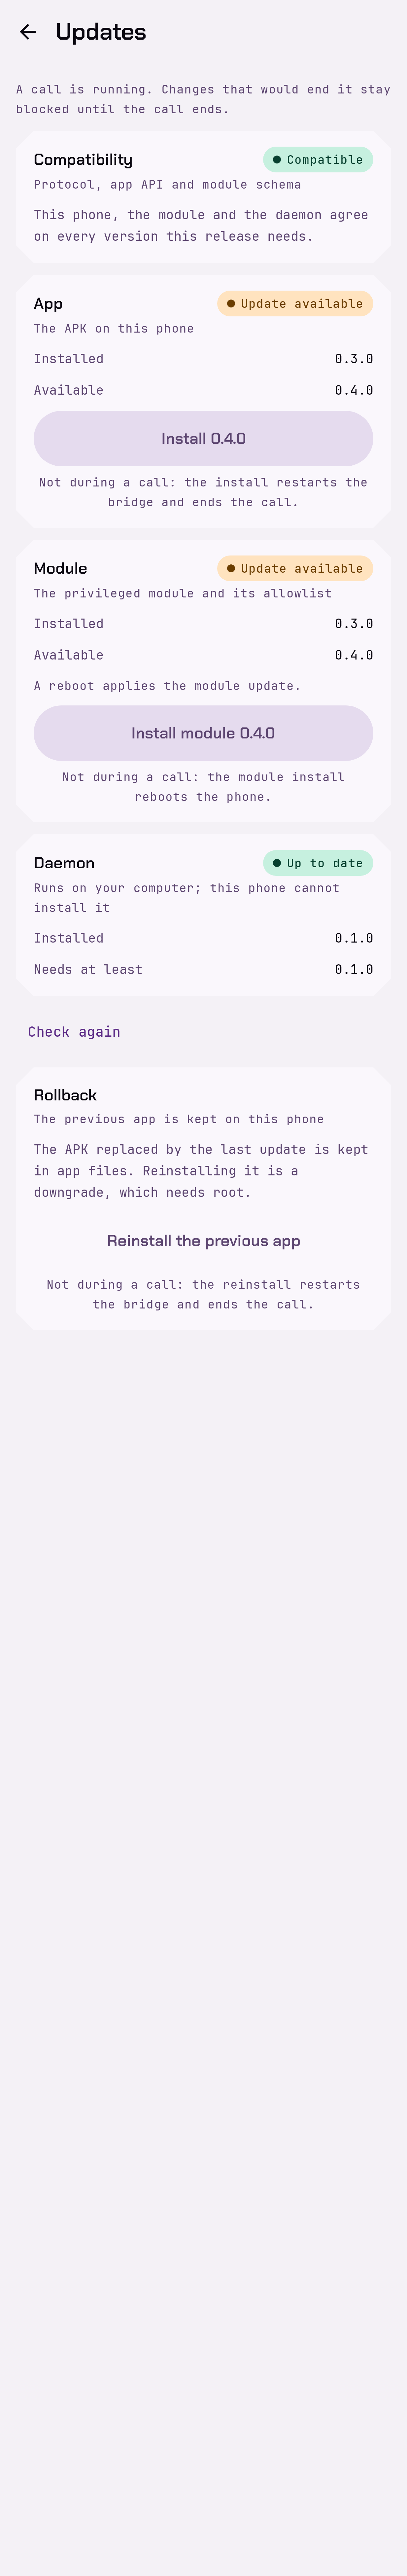 Updates
A call is running. Changes that would end it stay
blocked until the call ends.
Compatibility
Compatible
Protocol, app API and module schema
This phone, the module and the daemon agree
on every version this release needs.
App
Update available
The APK on this phone
Installed 0.3.0
Available 0.4.0
Install 0.4.0
Not during a call: the install restarts the
bridge and ends the call.
Module
Update available
The privileged module and its allowlist
Installed 0.3.0
Available 0.4.0
A reboot applies the module update.
Install module 0.4.0
Not during a call: the module install
reboots the phone.
Daemon
Up to date
Runs on your computer; this phone cannot
install it
Installed 0.1.0
Needs at least 0.1.0
Check again
Rollback
The previous app is kept on this phone
The APK replaced by the last update is kept
in app files. Reinstalling it is a
downgrade, which needs root.
Reinstall the previous app
Not during a call: the reinstall restarts
the bridge and ends the call.